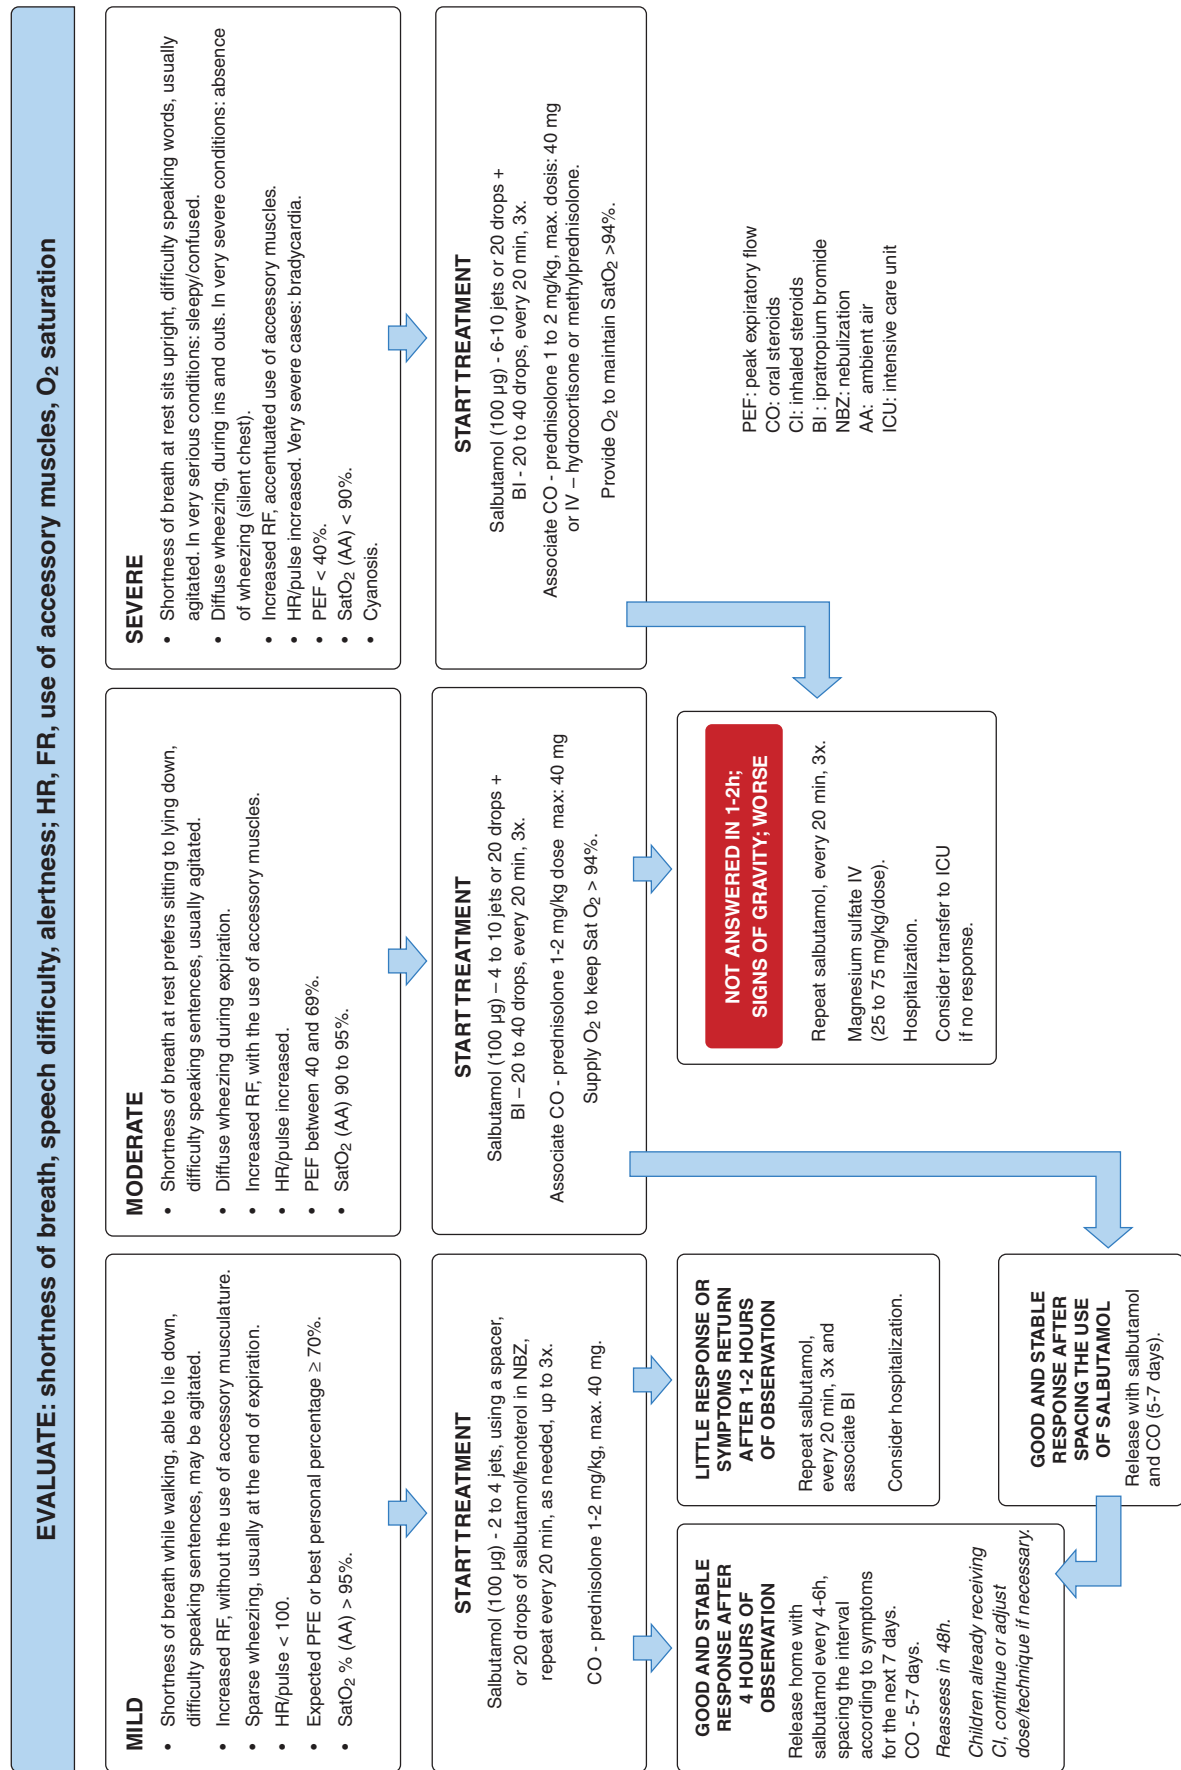 EVALUATE: shortness of breath, speech difficulty, alertness; HR, FR, use of accessory muscles, O2 saturation
MILD
• Shortness of breath while walking, able to lie down,
difficulty speaking sentences, may be agitated.
• Increased RF, without the use of accessory musculature.
• Sparse wheezing, usually at the end of expiration.
• HR/pulse < 100.
• Expected PFE or best personal percentage ≥ 70%.
• SatO2 % (AA) > 95%.
MODERATE
• Shortness of breath at rest prefers sitting to lying down,
difficulty speaking sentences, usually agitated.
• Diffuse wheezing during expiration.
• Increased RF, with the use of accessory muscles.
• HR/pulse increased.
• PEF between 40 and 69%.
• SatO2 (AA) 90 to 95%.
SEVERE
• Shortness of breath at rest sits upright, difficulty speaking words, usually
agitated. In very serious conditions: sleepy/confused.
• Diffuse wheezing, during ins and outs. In very severe conditions: absence
of wheezing (silent chest).
• Increased RF, accentuated use of accessory muscles.
• HR/pulse increased. Very severe cases: bradycardia.
• PEF < 40%.
• SatO2 (AA) < 90%.
• Cyanosis.
START TREATMENT
Salbutamol (100 µg) - 2 to 4 jets, using a spacer,
or 20 drops of salbutamol/fenoterol in NBZ,
repeat every 20 min, as needed, up to 3x.
CO - prednisolone 1-2 mg/kg, max. 40 mg.
START TREATMENT
Salbutamol (100 µg) – 4 to 10 jets or 20 drops +
BI – 20 to 40 drops, every 20 min, 3x.
Associate CO - prednisolone 1-2 mg/kg dose max: 40 mg
Supply O2 to keep Sat O2 > 94%.
START TREATMENT
Salbutamol (100 µg) - 6-10 jets or 20 drops +
BI - 20 to 40 drops, every 20 min, 3x.
Associate CO - prednisolone 1 to 2 mg/kg, max. dosis: 40 mg
or IV – hydrocortisone or methylprednisolone.
Provide O2 to maintain SatO2 >94%.
GOOD AND STABLE
RESPONSE AFTER
4 HOURS OF
OBSERVATION
Release home with
salbutamol every 4-6h,
spacing the interval
according to symptoms
for the next 7 days.
CO - 5-7 days.
Reassess in 48h.
Children already receiving
CI, continue or adjust
dose/technique if necessary.
LITTLE RESPONSE OR
SYMPTOMS RETURN
AFTER 1-2 HOURS
OF OBSERVATION
Repeat salbutamol,
every 20 min, 3x and
associate BI
Consider hospitalization.
NOT ANSWERED IN 1-2h;
SIGNS OF GRAVITY; WORSE
Repeat salbutamol, every 20 min, 3x.
Magnesium sulfate IV
(25 to 75 mg/kg/dose).
Hospitalization.
Consider transfer to ICU
if no response.
PEF: peak expiratory flow
CO: oral steroids
CI: inhaled steroids
BI : ipratropium bromide
NBZ: nebulization
AA: ambient air
ICU: intensive care unit
GOOD AND STABLE
RESPONSE AFTER
SPACING THE USE
OF SALBUTAMOL
Release with salbutamol
and CO (5-7 days).